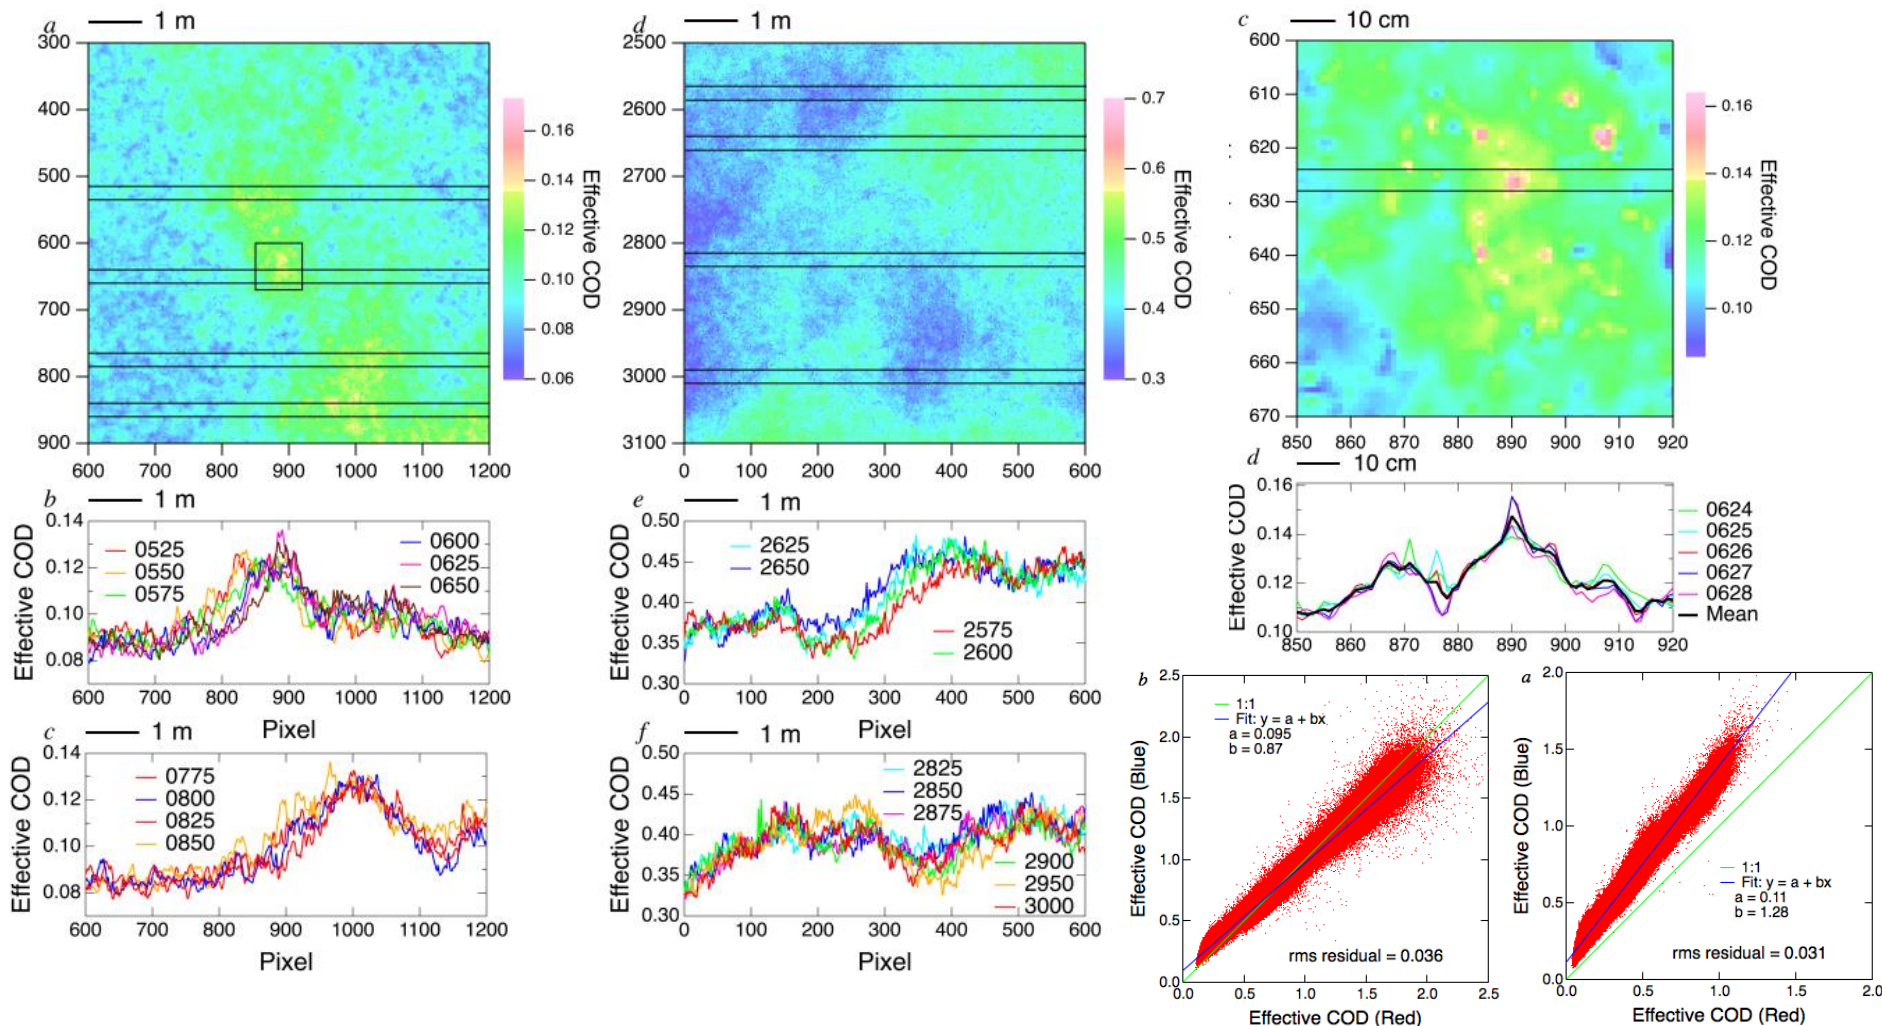 a 1 m
300
400
500
600
700
800
900
600 700 800 900 1000 1200
0.16
0.14
0.12
0.10
0.08
0.06
Effective COD
d 1 m
2500
2600
2700
2800
2900
3000
3100
0 100 200 300 400 500 600
0.7
0.6
0.5
0.4
0.3
Effective COD
c 10 cm
600
610
620
630
640
650
660
670
850 860 870 880 890 900 910 920
0.16
0.14
0.12
0.10
Effective COD
b 1 m
Effective COD
0.14
0.12
0.10
0.08
0525
0550
0575
0600
0625
0650
600 700 800 900 1000 1200
Pixel
e 1 m
Effective COD
0.50
0.45
0.40
0.35
0.30
2625
2650
2575
2600
0 100 200 300 400 500 600
Pixel
d 10 cm
Effective COD
0.16
0.14
0.12
0.10
0624
0625
0626
0627
0628
Mean
850 860 870 880 890 900 910 920
c 1 m
Effective COD
0.14
0.12
0.10
0.08
0775
0800
0825
0850
600 700 800 900 1000 1100 1200
Pixel
f 1 m
Effective COD
0.50
0.45
0.40
0.35
0.30
2825
2850
2875
2900
2950
3000
0 100 200 300 400 500 600
Pixel
b
Effective COD (Blue)
2.5
2.0
1.5
1.0
0.5
0.0
1:1
Fit: y = a + bx
a = 0.095
b = 0.87
rms residual = 0.036
0.0 0.5 1.0 1.5 2.0 2.5
Effective COD (Red)
a
Effective COD (Blue)
2.0
1.5
1.0
0.5
0.0
1:1
Fit: y = a + bx
a = 0.11
b = 1.28
rms residual = 0.031
0.0 0.5 1.0 1.5 2.0
Effective COD (Red)